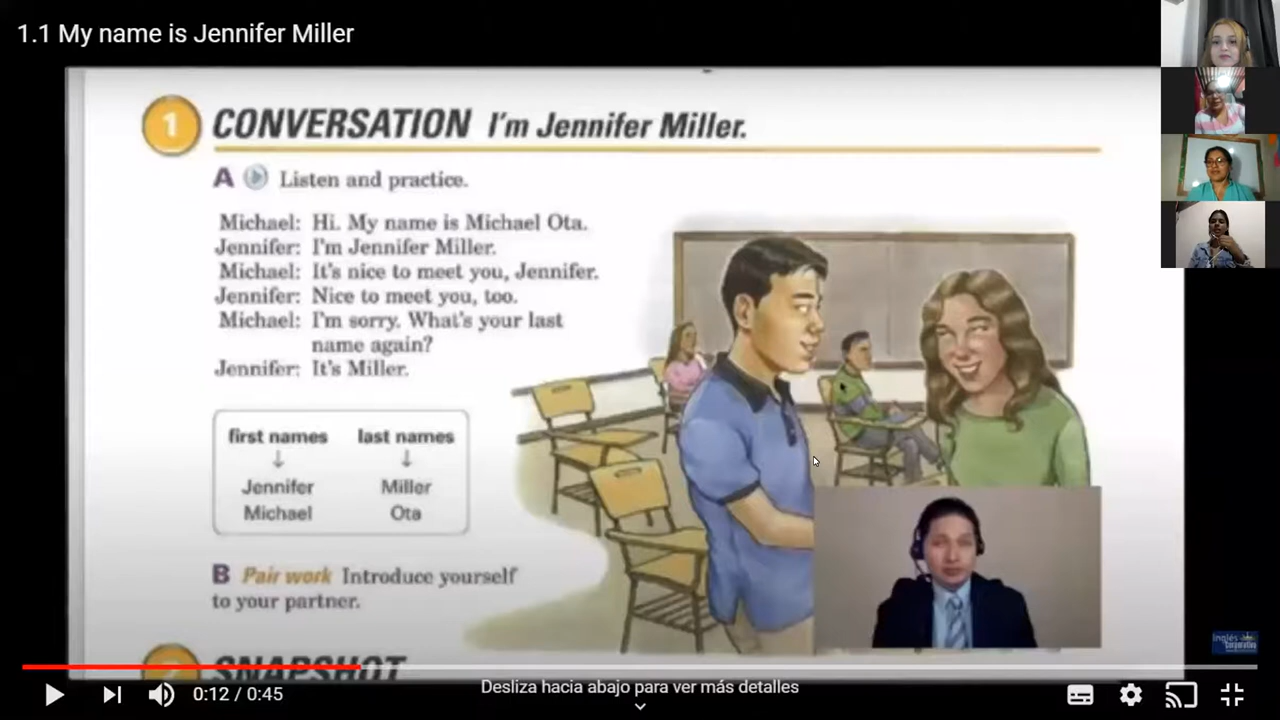 1.1 My name is Jennifer Miller
1 CONVERSATION I'm Jennifer Miller.
A Listen and practice.
Michael: Hi. My name is Michael Ota.
Jennifer: I'm Jennifer Miller.
Michael: It's nice to meet you, Jennifer.
Jennifer: Nice to meet you, too.
Michael: I'm sorry. What's your last
name again?
Jennifer: It's Miller.
first names last names
Jennifer Miller
Michael Ota
B Pair work Introduce yourself
to your partner.
2 SNAPSHOT
Inglés
Corporativo
0:12 / 0:45
Desliza hacia abajo para ver más detalles